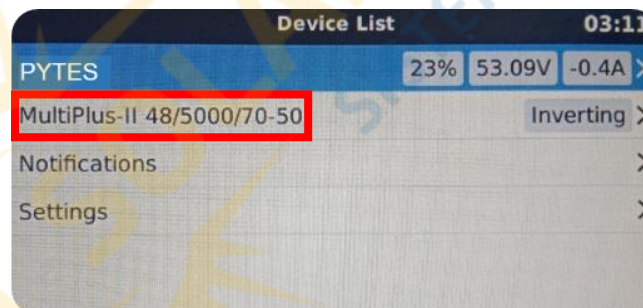 Device List 03:11
PYTES 23% 53.09V -0.4A
MultiPlus-II 48/5000/70-50 Inverting
Notifications
Settings